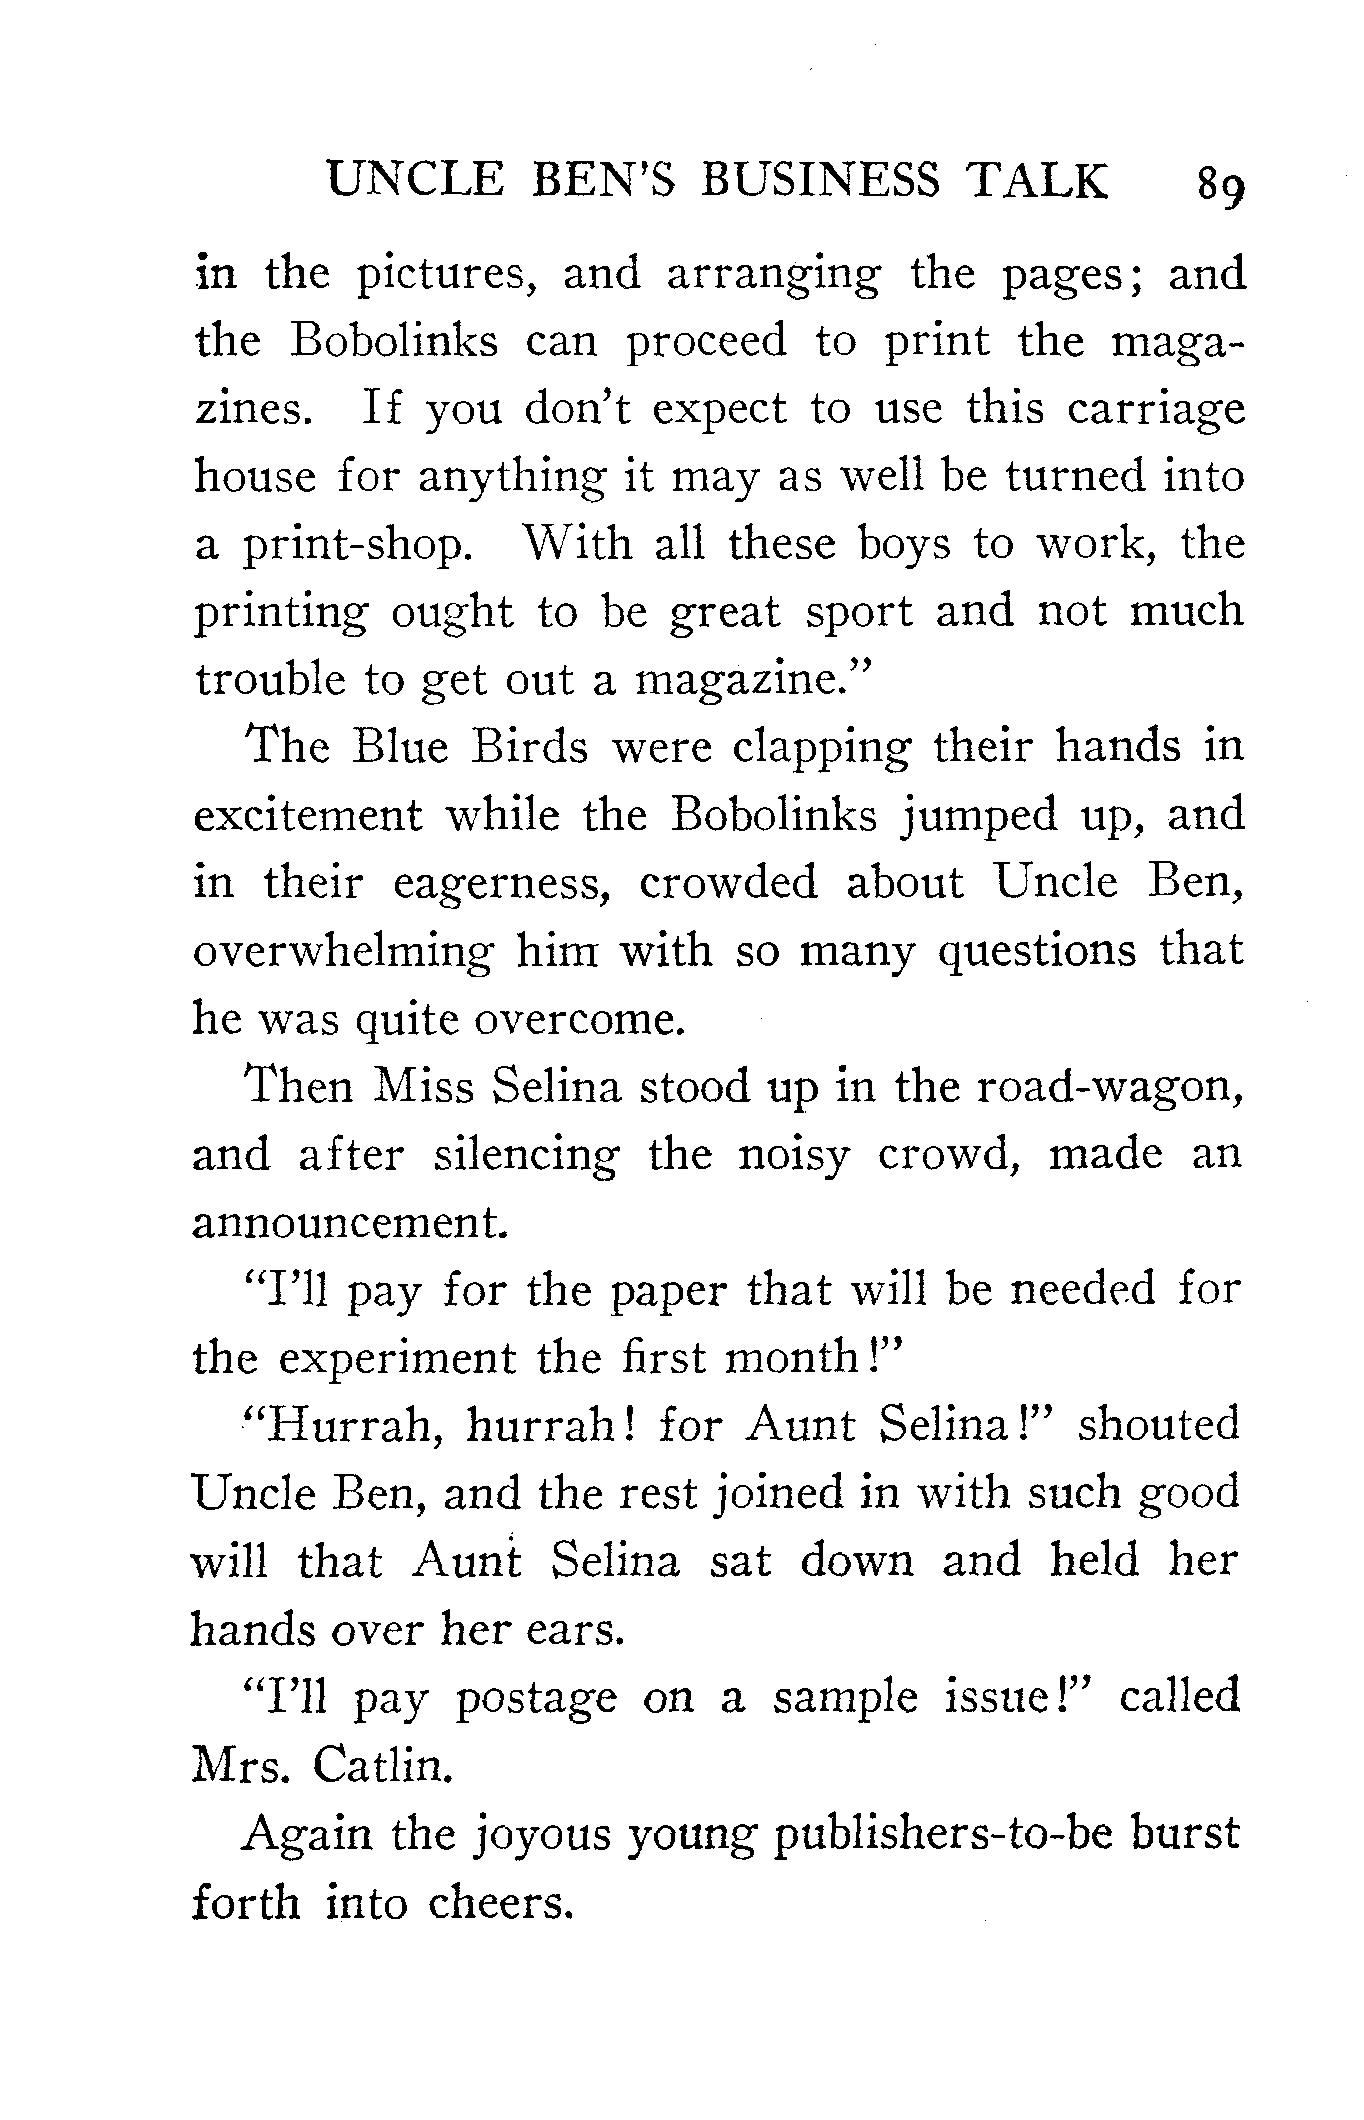 UNCLE BEN'S BUSINESS TALK 89
in the pictures, and arranging the pages; and
the Bobolinks can proceed to print the maga-
zines. If you don't expect to use this carriage
house for anything it may as well be turned into
a print-shop. With all these boys to work, the
printing ought to be great sport and not much
trouble to get out a magazine."
The Blue Birds were clapping their hands in
excitement while the Bobolinks jumped up, and
in their eagerness, crowded about Uncle Ben,
overwhelming him with so many questions that
he was quite overcome.
Then Miss Selina stood up in the road-wagon,
and after silencing the noisy crowd, made an
announcement.
"I'll pay for the paper that will be needed for
the experiment the first month!"
"Hurrah, hurrah! for Aunt Selina!" shouted
Uncle Ben, and the rest joined in with such good
will that Aunt Selina sat down and held her
hands over her ears.
"I'll pay postage on a sample issue!" called
Mrs. Catlin.
Again the joyous young publishers-to-be burst
forth into cheers.